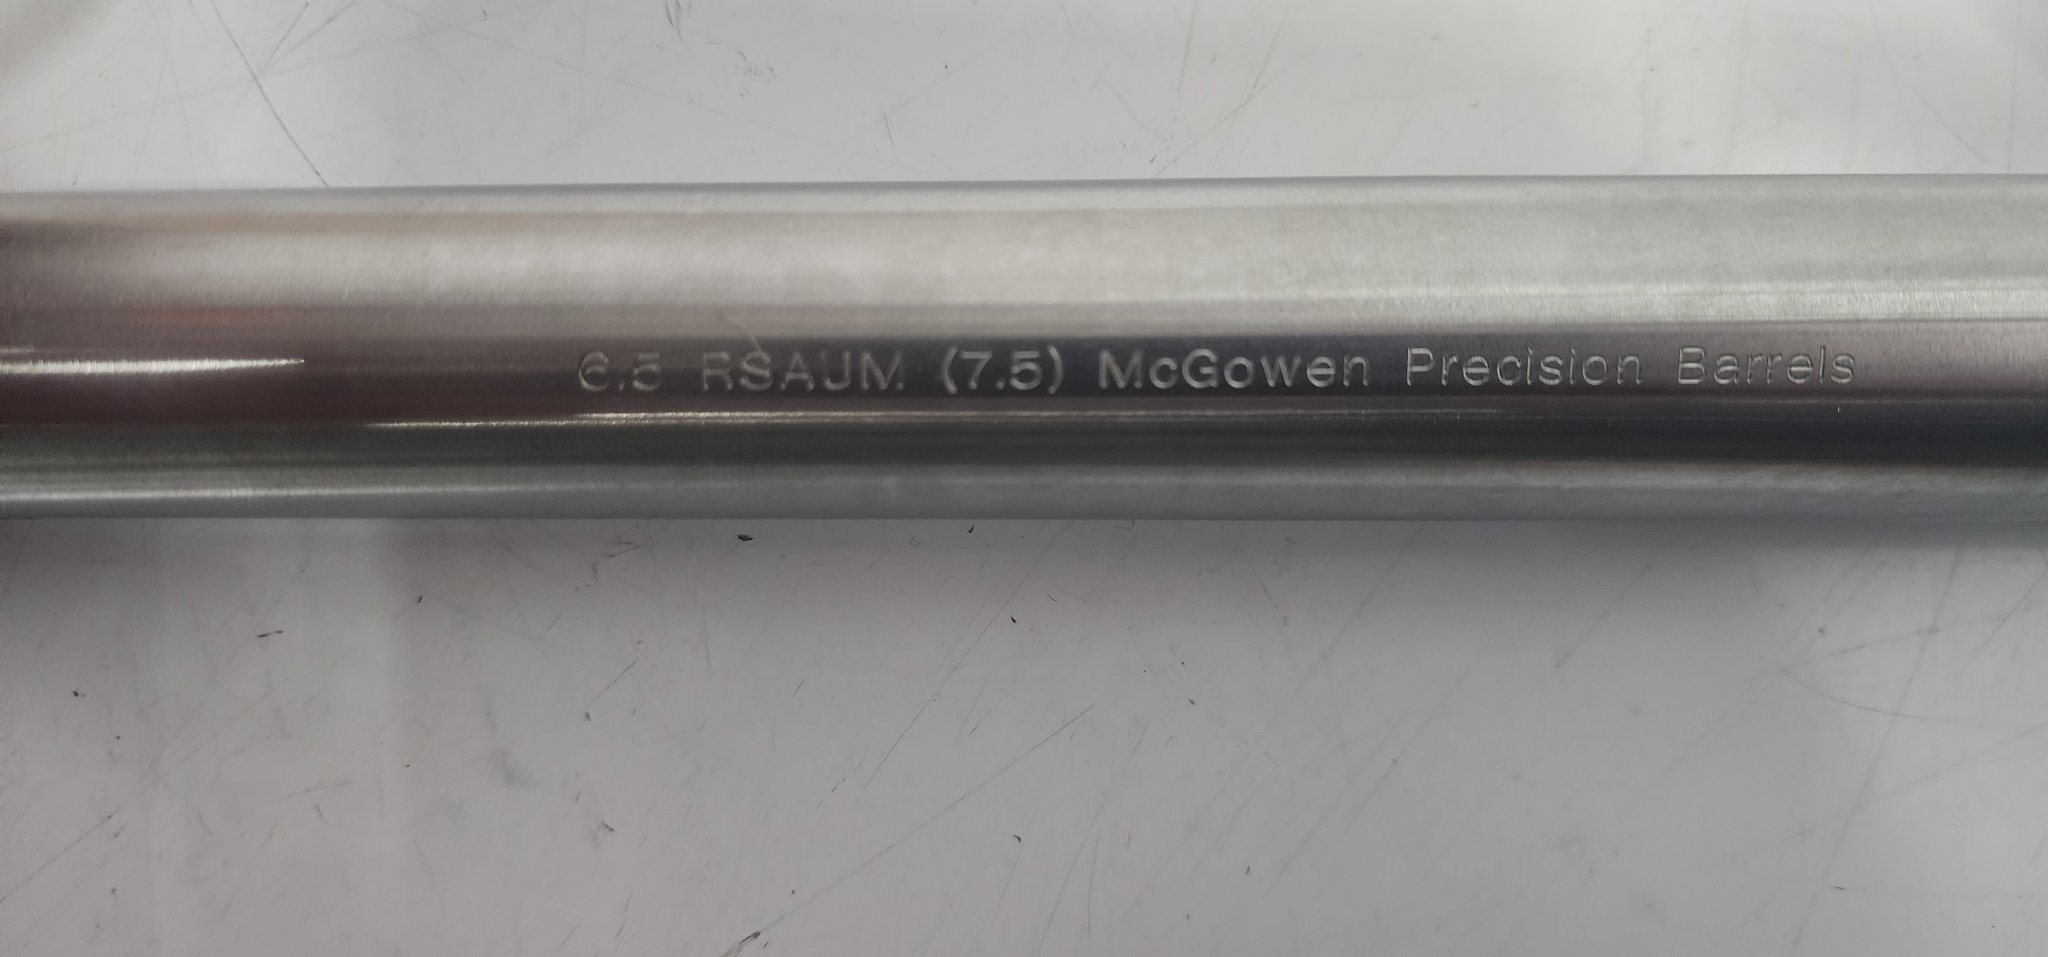 6.5 RSAUM (7.5) McGowen Precision Barrels